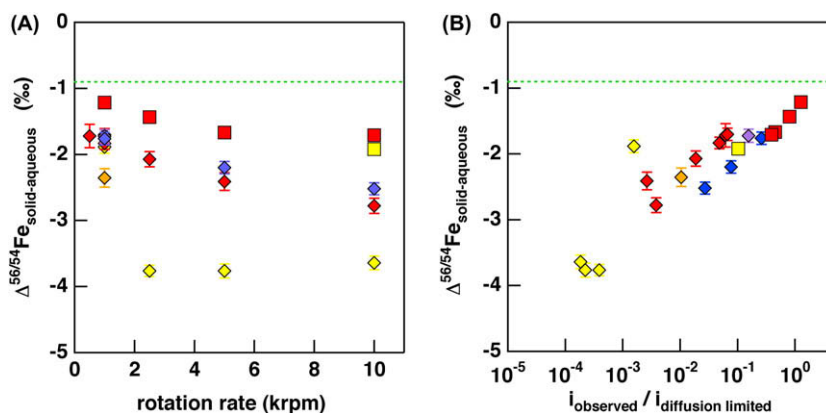 (A)
0
-1
-2
-3
-4
-5
Δ56/54Fesolid-aqueous (‰)
0 2 4 6 8 10
rotation rate (krpm)
(B)
0
-1
-2
-3
-4
-5
Δ56/54Fesolid-aqueous (‰)
10-5 10-4 10-3 10-2 10-1 100
iobserved / idiffusion limited